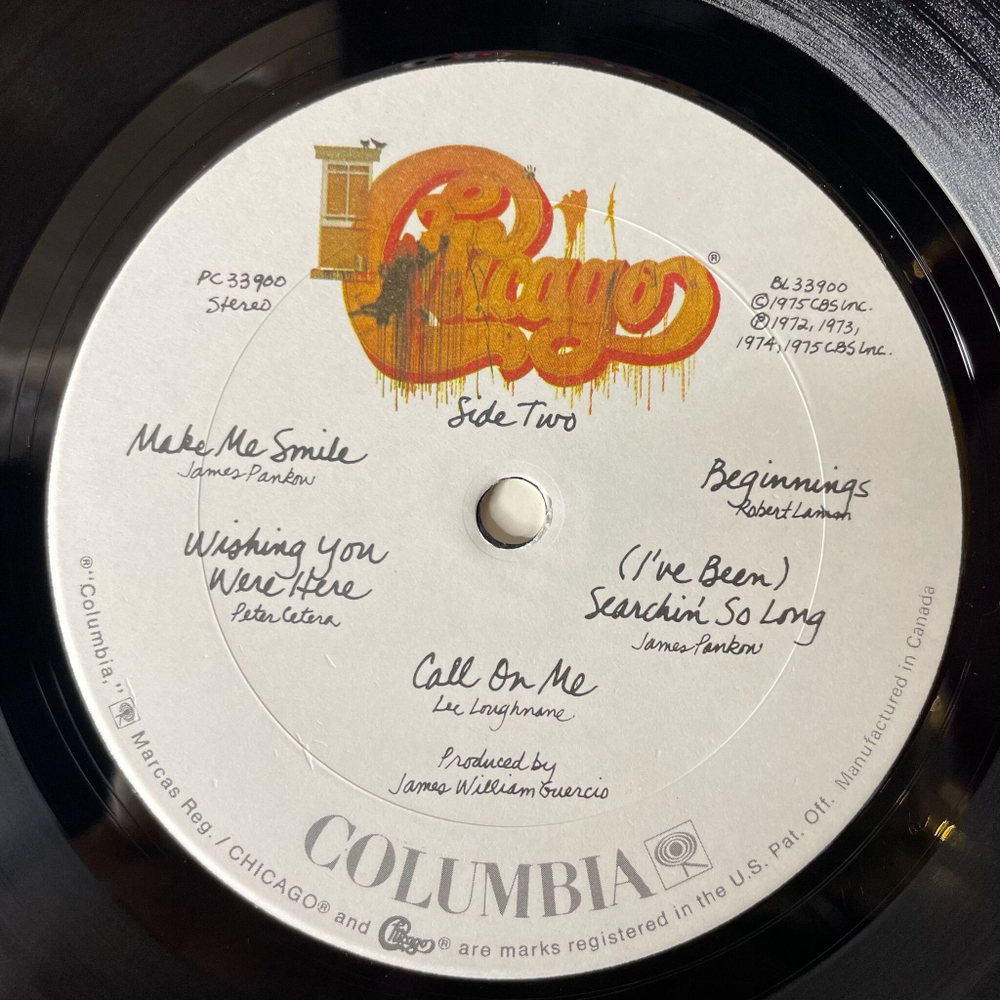 Chicago ®
PC 33900
Stereo
BL 33900
© 1975 CBS Inc.
℗ 1972, 1973,
1974, 1975 CBS Inc.
Side Two
Make Me Smile
James Pankow
Wishing You
Were Here
Peter Cetera
Beginnings
Robert Lamm
(I've Been)
Searchin' So Long
James Pankow
Call On Me
Lee Loughnane
Produced by
James William Guercio
COLUMBIA
®"Columbia," Marcas Reg. / CHICAGO® and Chicago® are marks registered in the U.S. Pat. Off. Manufactured in Canada